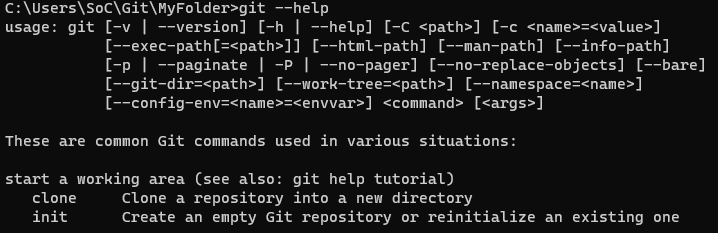 C:\Users\SoC\Git\MyFolder>git --help
usage: git [-v | --version] [-h | --help] [-C <path>] [-c <name>=<value>]
           [--exec-path[=<path>]] [--html-path] [--man-path] [--info-path]
           [-p | --paginate | -P | --no-pager] [--no-replace-objects] [--bare]
           [--git-dir=<path>] [--work-tree=<path>] [--namespace=<name>]
           [--config-env=<name>=<envvar>] <command> [<args>]

These are common Git commands used in various situations:

start a working area (see also: git help tutorial)
   clone     Clone a repository into a new directory
   init      Create an empty Git repository or reinitialize an existing one